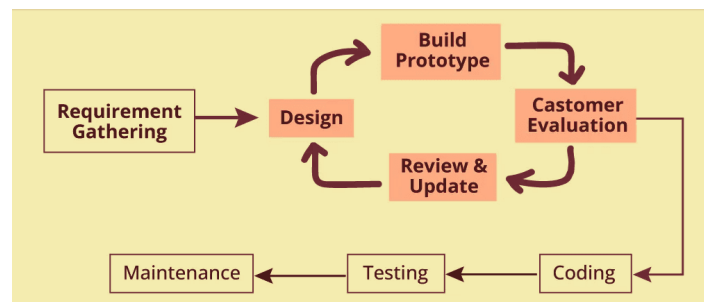 Requirement
Gathering
Design
Build
Prototype
Castomer
Evaluation
Review &
Update
Coding
Testing
Maintenance